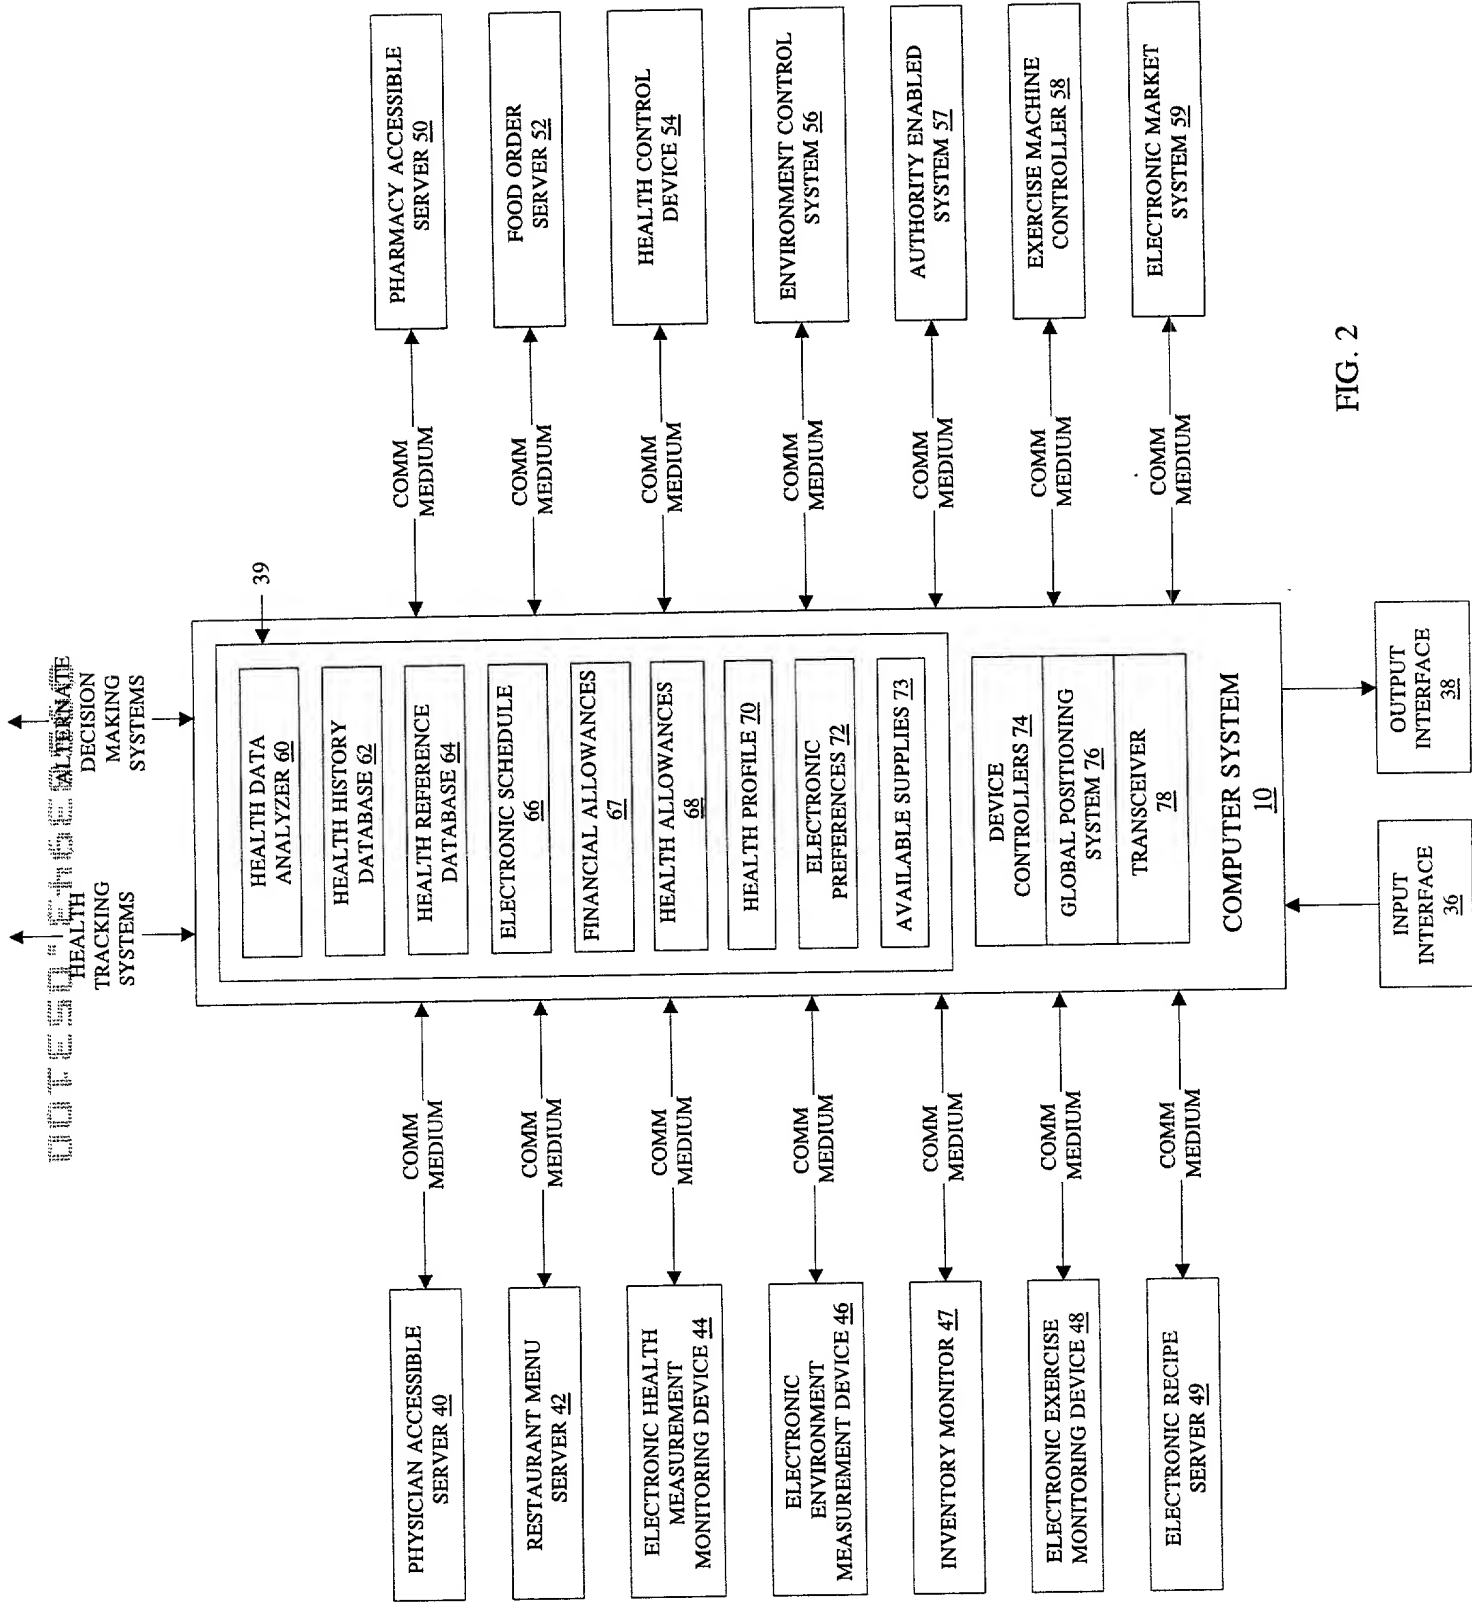 HEALTH
TRACKING
SYSTEMS
ALTERNATE
DECISION
MAKING
SYSTEMS
39
PHYSICIAN ACCESSIBLE
SERVER 40
COMM
MEDIUM
RESTAURANT MENU
SERVER 42
COMM
MEDIUM
ELECTRONIC HEALTH
MEASUREMENT
MONITORING DEVICE 44
COMM
MEDIUM
ELECTRONIC
ENVIRONMENT
MEASUREMENT DEVICE 46
COMM
MEDIUM
INVENTORY MONITOR 47
COMM
MEDIUM
ELECTRONIC EXERCISE
MONITORING DEVICE 48
COMM
MEDIUM
ELECTRONIC RECIPE
SERVER 49
COMM
MEDIUM
HEALTH DATA
ANALYZER 60
HEALTH HISTORY
DATABASE 62
HEALTH REFERENCE
DATABASE 64
ELECTRONIC SCHEDULE
66
FINANCIAL ALLOWANCES
67
HEALTH ALLOWANCES
68
HEALTH PROFILE 70
ELECTRONIC
PREFERENCES 72
AVAILABLE SUPPLIES 73
DEVICE
CONTROLLERS 74
GLOBAL POSITIONING
SYSTEM 76
TRANSCEIVER
78
COMPUTER SYSTEM
10
COMM
MEDIUM
PHARMACY ACCESSIBLE
SERVER 50
COMM
MEDIUM
FOOD ORDER
SERVER 52
COMM
MEDIUM
HEALTH CONTROL
DEVICE 54
COMM
MEDIUM
ENVIRONMENT CONTROL
SYSTEM 56
COMM
MEDIUM
AUTHORITY ENABLED
SYSTEM 57
COMM
MEDIUM
EXERCISE MACHINE
CONTROLLER 58
COMM
MEDIUM
ELECTRONIC MARKET
SYSTEM 59
INPUT
INTERFACE
36
OUTPUT
INTERFACE
38
FIG. 2